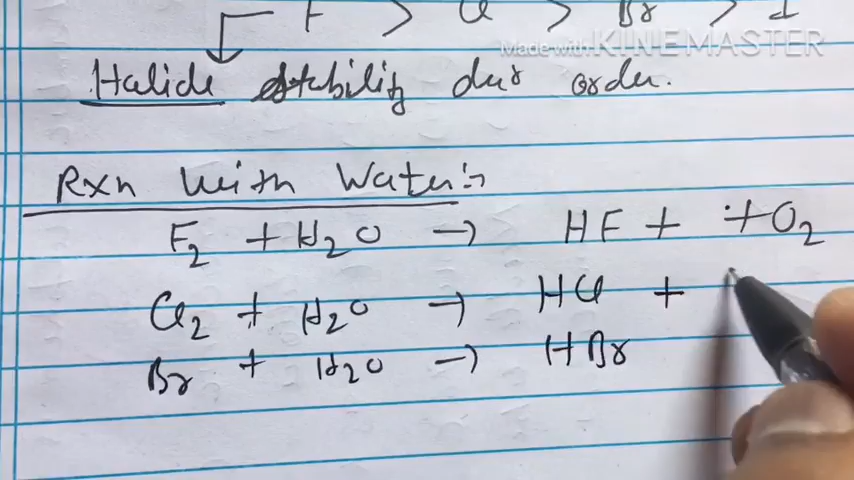 F > Cl > Br > I
Made with KINEMASTER
Halide stability dec order.
Rxn with Water:-
F2 + H2O → HF + + O2
Cl2 + H2O → HCl +
Br + H2O → HBr